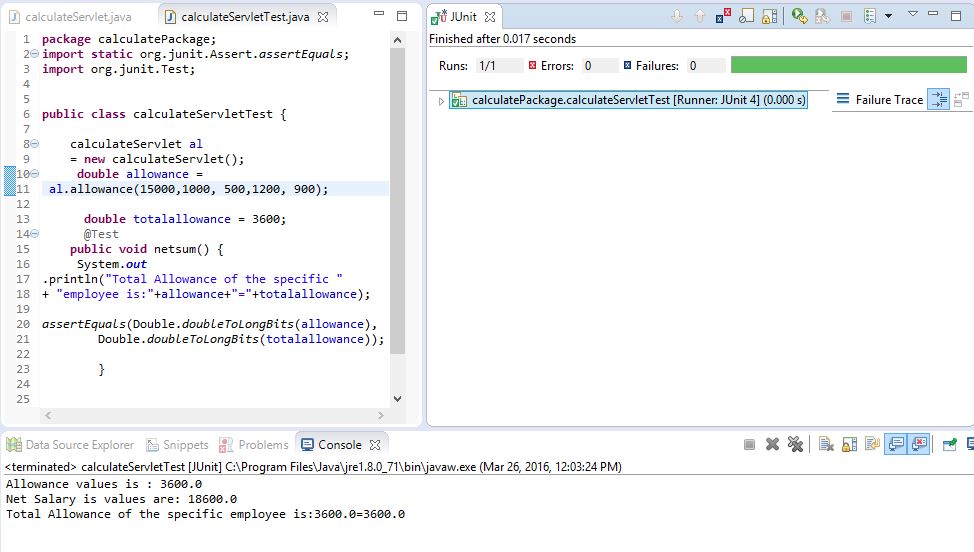 calculateServlet.java
calculateServletTest.java
1 package calculatePackage;
2 import static org.junit.Assert.assertEquals;
3 import org.junit.Test;
4
5
6 public class calculateServletTest {
7
8 calculateServlet al
9 = new calculateServlet();
10 double allowance =
11 al.allowance(15000,1000, 500,1200, 900);
12
13 double totalallowance = 3600;
14 @Test
15 public void netsum() {
16 System.out
17 .println("Total Allowance of the specific "
18 + "employee is:"+allowance+"="+totalallowance);
19
20 assertEquals(Double.doubleToLongBits(allowance),
21 Double.doubleToLongBits(totalallowance));
22
23 }
24
25
JUnit
Finished after 0.017 seconds
Runs: 1/1 Errors: 0 Failures: 0
calculatePackage.calculateServletTest [Runner: JUnit 4] (0.000 s)
Failure Trace
Data Source Explorer Snippets Problems Console
<terminated> calculateServletTest [JUnit] C:\Program Files\Java\jre1.8.0_71\bin\javaw.exe (Mar 26, 2016, 12:03:24 PM)
Allowance values is : 3600.0
Net Salary is values are: 18600.0
Total Allowance of the specific employee is:3600.0=3600.0